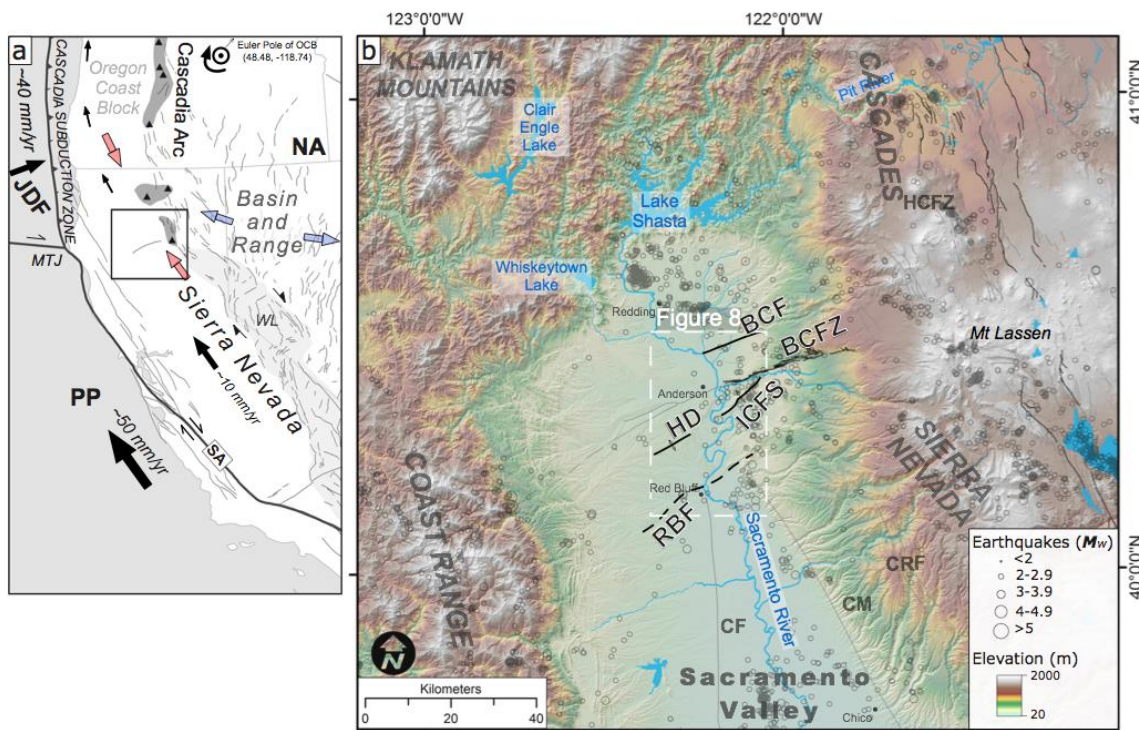 123°0'0"W
122°0'0"W
a
CASCADIA SUBDUCTION ZONE
~40 mm/yr
JDF
Oregon
Coast
Block
Cascadia Arc
Euler Pole of OCB
(48.48, -118.74)
NA
Basin
and
Range
MTJ
Sierra Nevada
WL
~10 mm/yr
PP
~50 mm/yr
SA
b
KLAMATH
MOUNTAINS
Clair
Engle
Lake
Pit River
CASCADES
41°0'0"N
Lake
Shasta
HCFZ
Whiskeytown
Lake
Redding
Figure 8
BCF
BCFZ
Mt Lassen
Anderson
ICFS
HD
SIERRA
NEVADA
Red Bluff
RBF
COAST RANGE
Sacramento River
CRF
CM
CF
40°0'0"N
Sacramento
Valley
Chico
N
Kilometers
0 10 20 40
Earthquakes (Mw)
<2
2-2.9
3-3.9
4-4.9
>5
Elevation (m)
2000
20